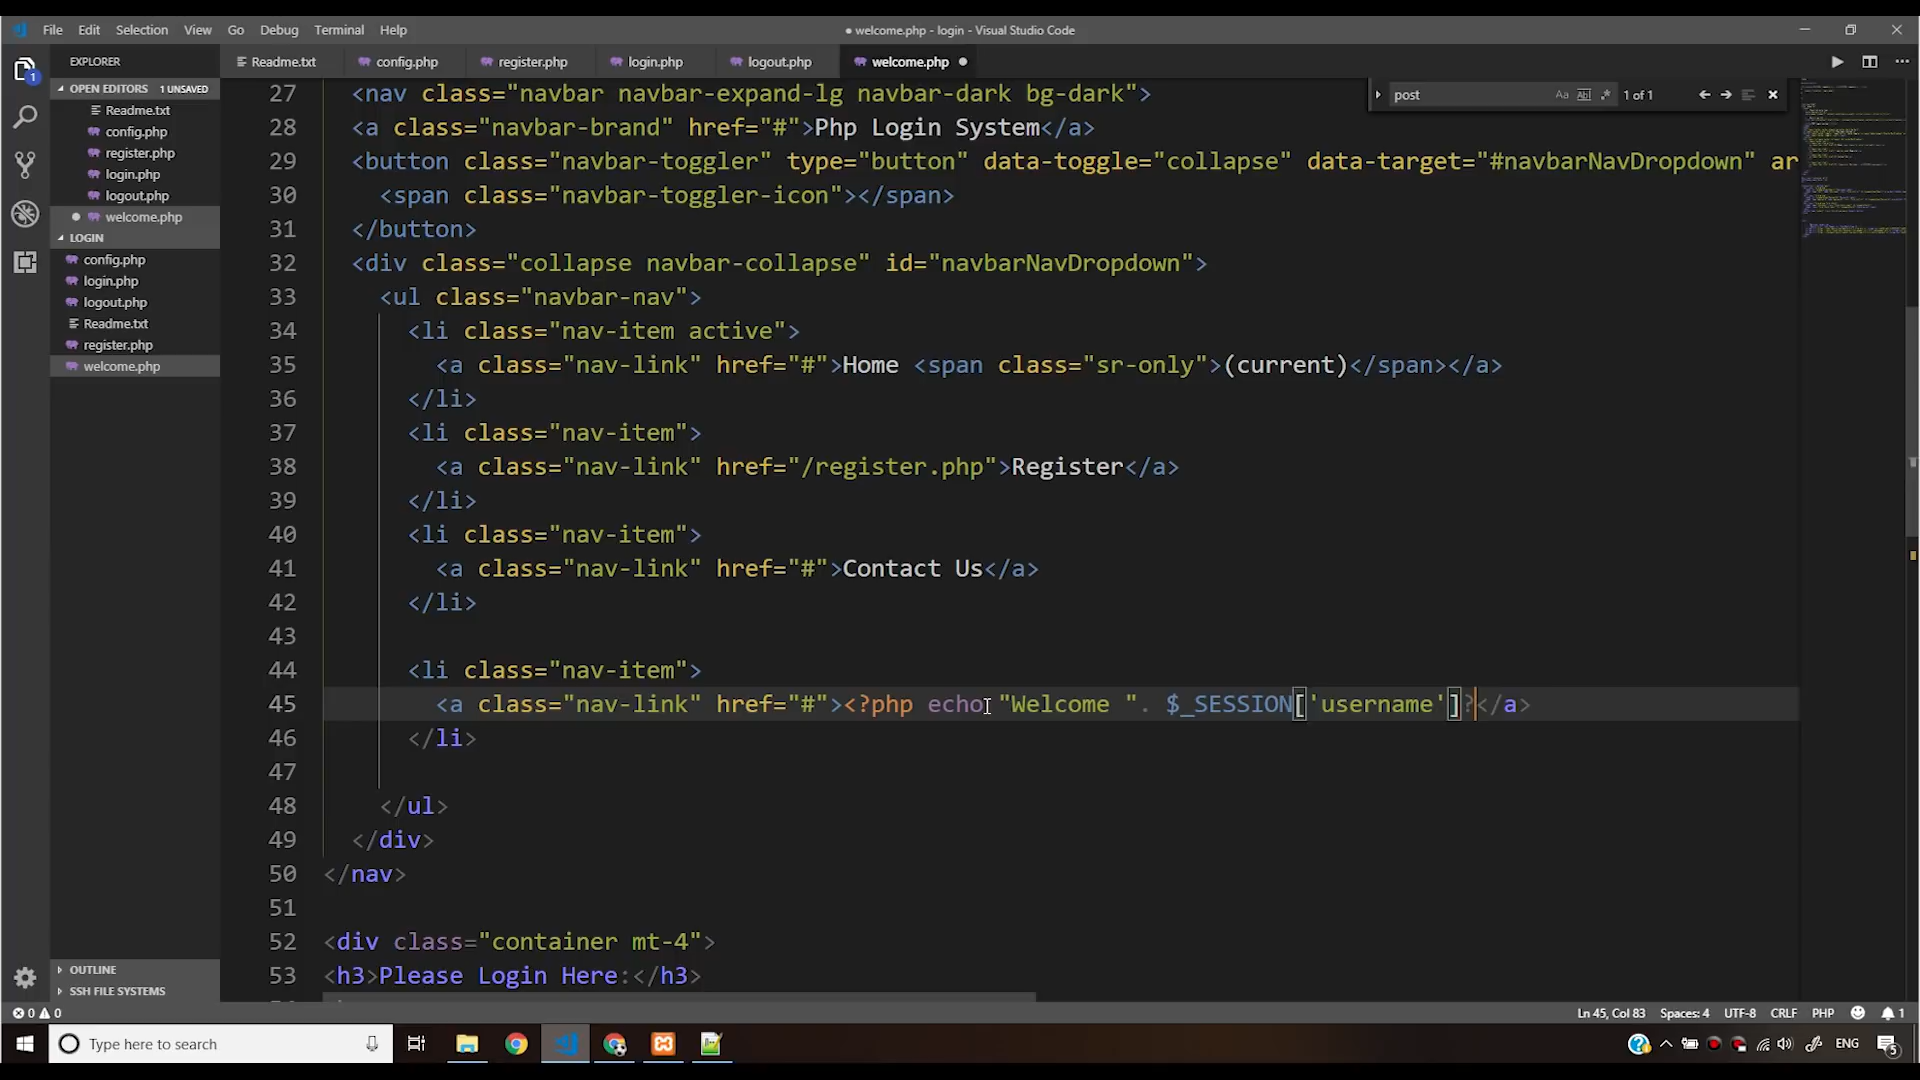 File Edit Selection View Go Debug Terminal Help
● welcome.php - login - Visual Studio Code
EXPLORER
Readme.txt config.php register.php login.php logout.php welcome.php
OPEN EDITORS 1 UNSAVED
Readme.txt
config.php
register.php
login.php
logout.php
welcome.php
LOGIN
config.php
login.php
logout.php
Readme.txt
register.php
welcome.php
OUTLINE
SSH FILE SYSTEMS
post Aa Abl .* 1 of 1
27 <nav class="navbar navbar-expand-lg navbar-dark bg-dark">
28 <a class="navbar-brand" href="#">Php Login System</a>
29 <button class="navbar-toggler" type="button" data-toggle="collapse" data-target="#navbarNavDropdown" ar
30 <span class="navbar-toggler-icon"></span>
31 </button>
32 <div class="collapse navbar-collapse" id="navbarNavDropdown">
33 <ul class="navbar-nav">
34 <li class="nav-item active">
35 <a class="nav-link" href="#">Home <span class="sr-only">(current)</span></a>
36 </li>
37 <li class="nav-item">
38 <a class="nav-link" href="/register.php">Register</a>
39 </li>
40 <li class="nav-item">
41 <a class="nav-link" href="#">Contact Us</a>
42 </li>
43
44 <li class="nav-item">
45 <a class="nav-link" href="#"><?php echo "Welcome ". $_SESSION['username']?</a>
46 </li>
47
48 </ul>
49 </div>
50 </nav>
51
52 <div class="container mt-4">
53 <h3>Please Login Here:</h3>
0 0 Ln 45, Col 83 Spaces: 4 UTF-8 CRLF PHP 1
Type here to search
ENG 5